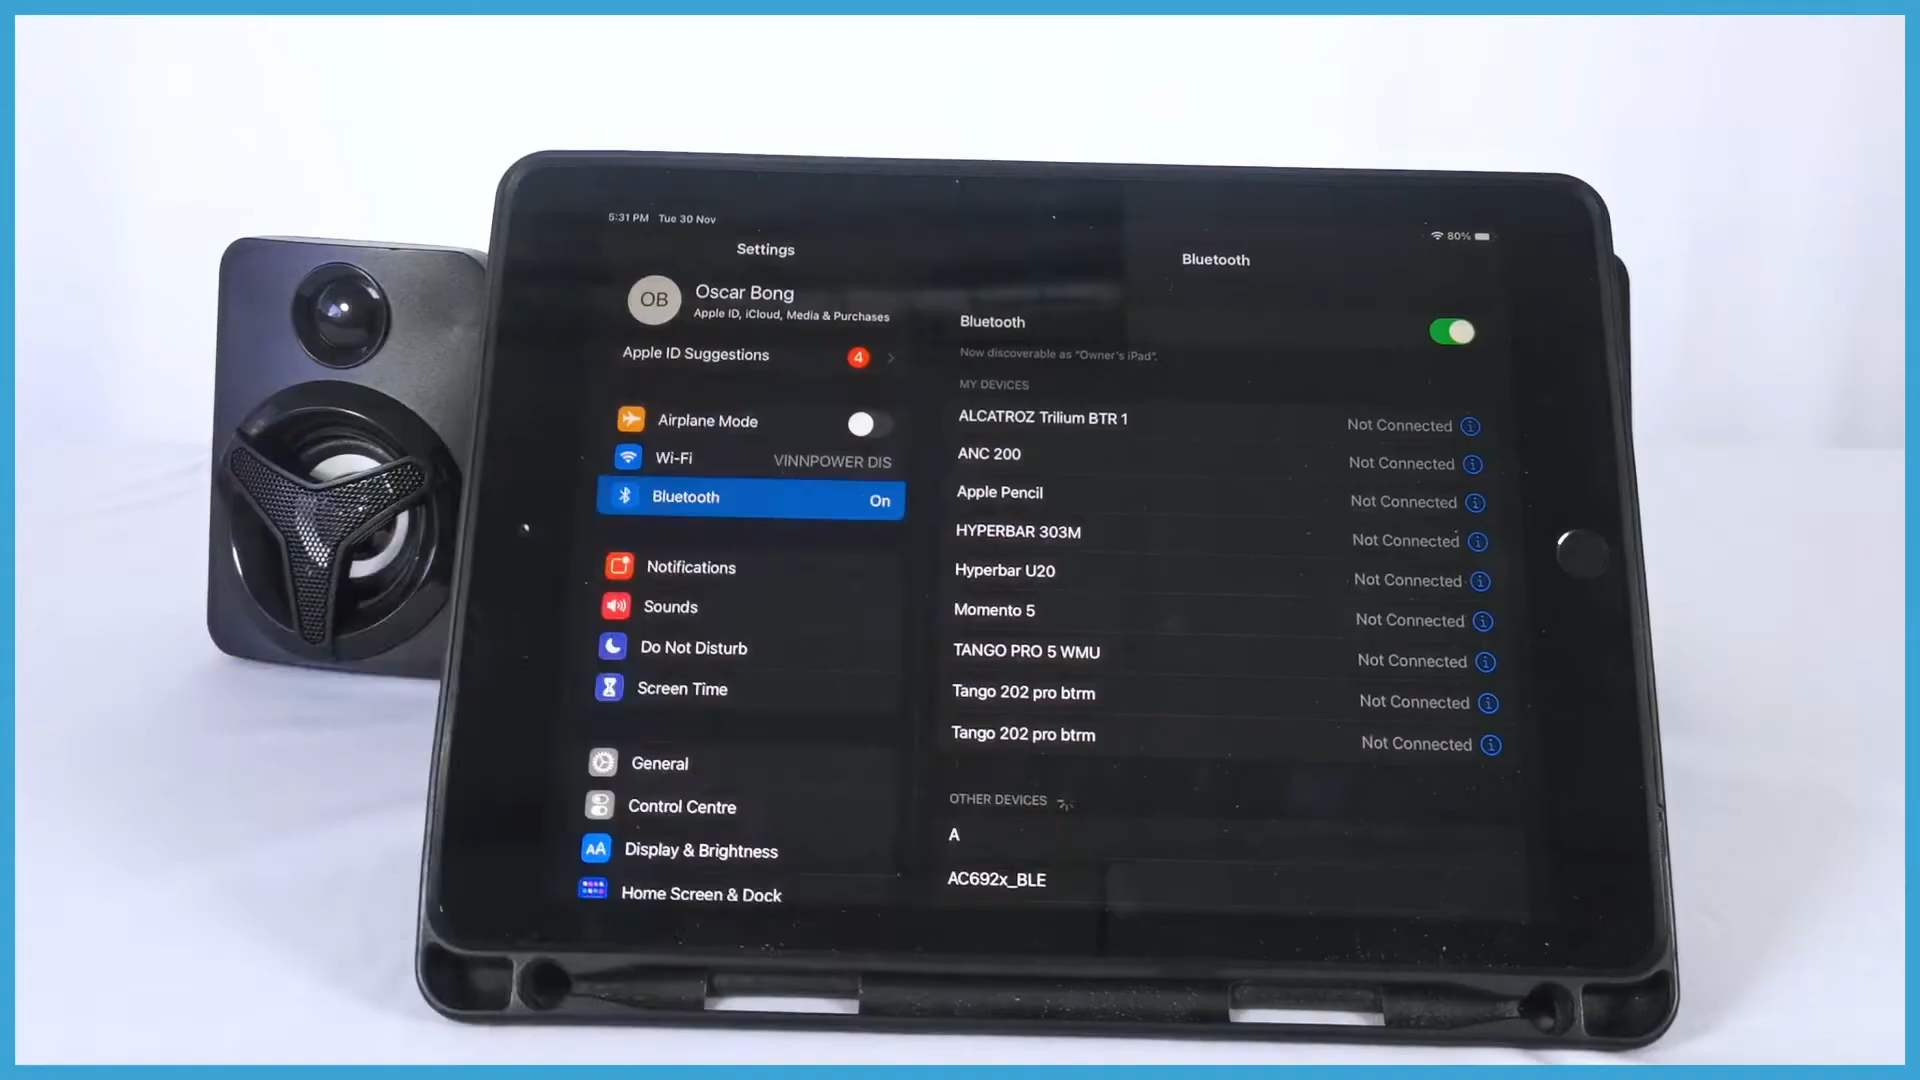 5:31 PM Tue 30 Nov
80%
Settings
OB
Oscar Bong
Apple ID, iCloud, Media & Purchases
Apple ID Suggestions 4
Airplane Mode
Wi-Fi VINNPOWER DIS
Bluetooth On
Notifications
Sounds
Do Not Disturb
Screen Time
General
Control Centre
AA Display & Brightness
Home Screen & Dock
Bluetooth
Bluetooth
Now discoverable as “Owner’s iPad”.
MY DEVICES
ALCATROZ Trilium BTR 1 Not Connected
ANC 200 Not Connected
Apple Pencil Not Connected
HYPERBAR 303M Not Connected
Hyperbar U20 Not Connected
Momento 5 Not Connected
TANGO PRO 5 WMU Not Connected
Tango 202 pro btrm Not Connected
Tango 202 pro btrm Not Connected
OTHER DEVICES
A
AC692x_BLE